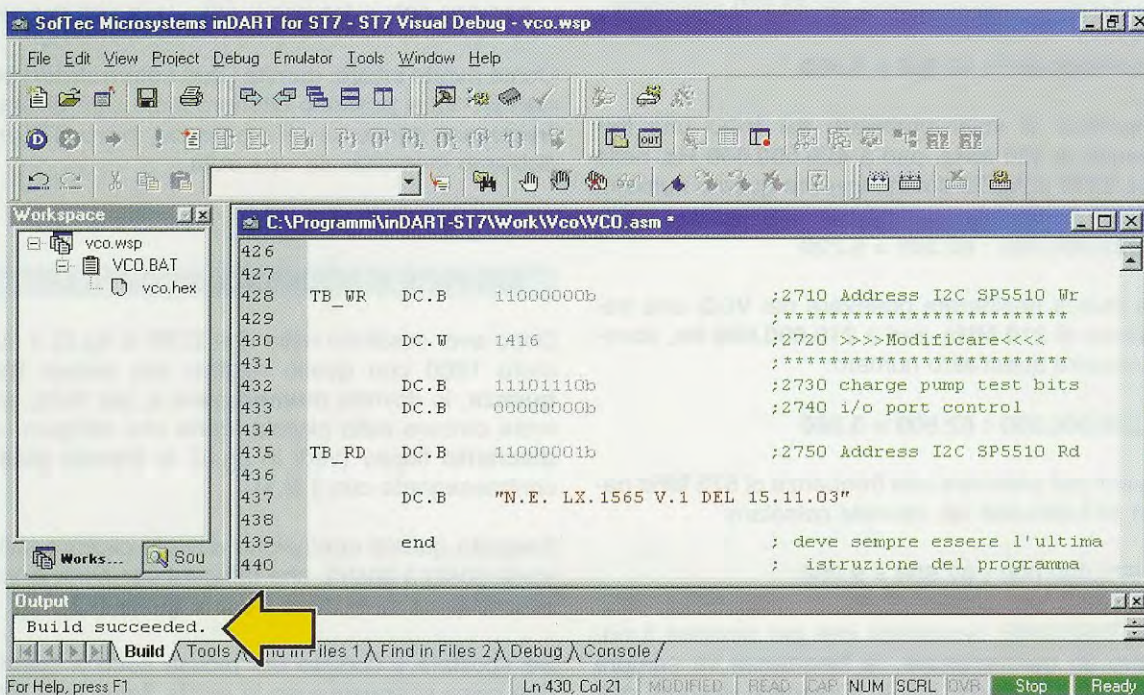 SofTec Microsystems inDART for ST7 - ST7 Visual Debug - vco.wsp
File Edit View Project Debug Emulator Tools Window Help
OUT
Workspace
vco.wsp
VCO.BAT
vco.hex
Works... Sou
C:\Programmi\inDART-ST7\Work\Vco\VCO.asm *
426
427
428 TB_WR DC.B 11000000b ;2710 Address I2C SP5510 Wr
429 ;**************************
430 DC.W 1416 ;2720 >>>>Modificare<<<<
431 ;**************************
432 DC.B 11101110b ;2730 charge pump test bits
433 DC.B 00000000b ;2740 i/o port control
434
435 TB_RD DC.B 11000001b ;2750 Address I2C SP5510 Rd
436
437 DC.B "N.E. LX.1565 V.1 DEL 15.11.03"
438
439 end ; deve sempre essere l'ultima
440 ; istruzione del programma
Output
Build succeeded.
Build Tools in Files 1 Find in Files 2 Debug Console
For Help, press F1 Ln 430, Col 21 MODIFIED READ CAP NUM SCRL OVR Stop Ready